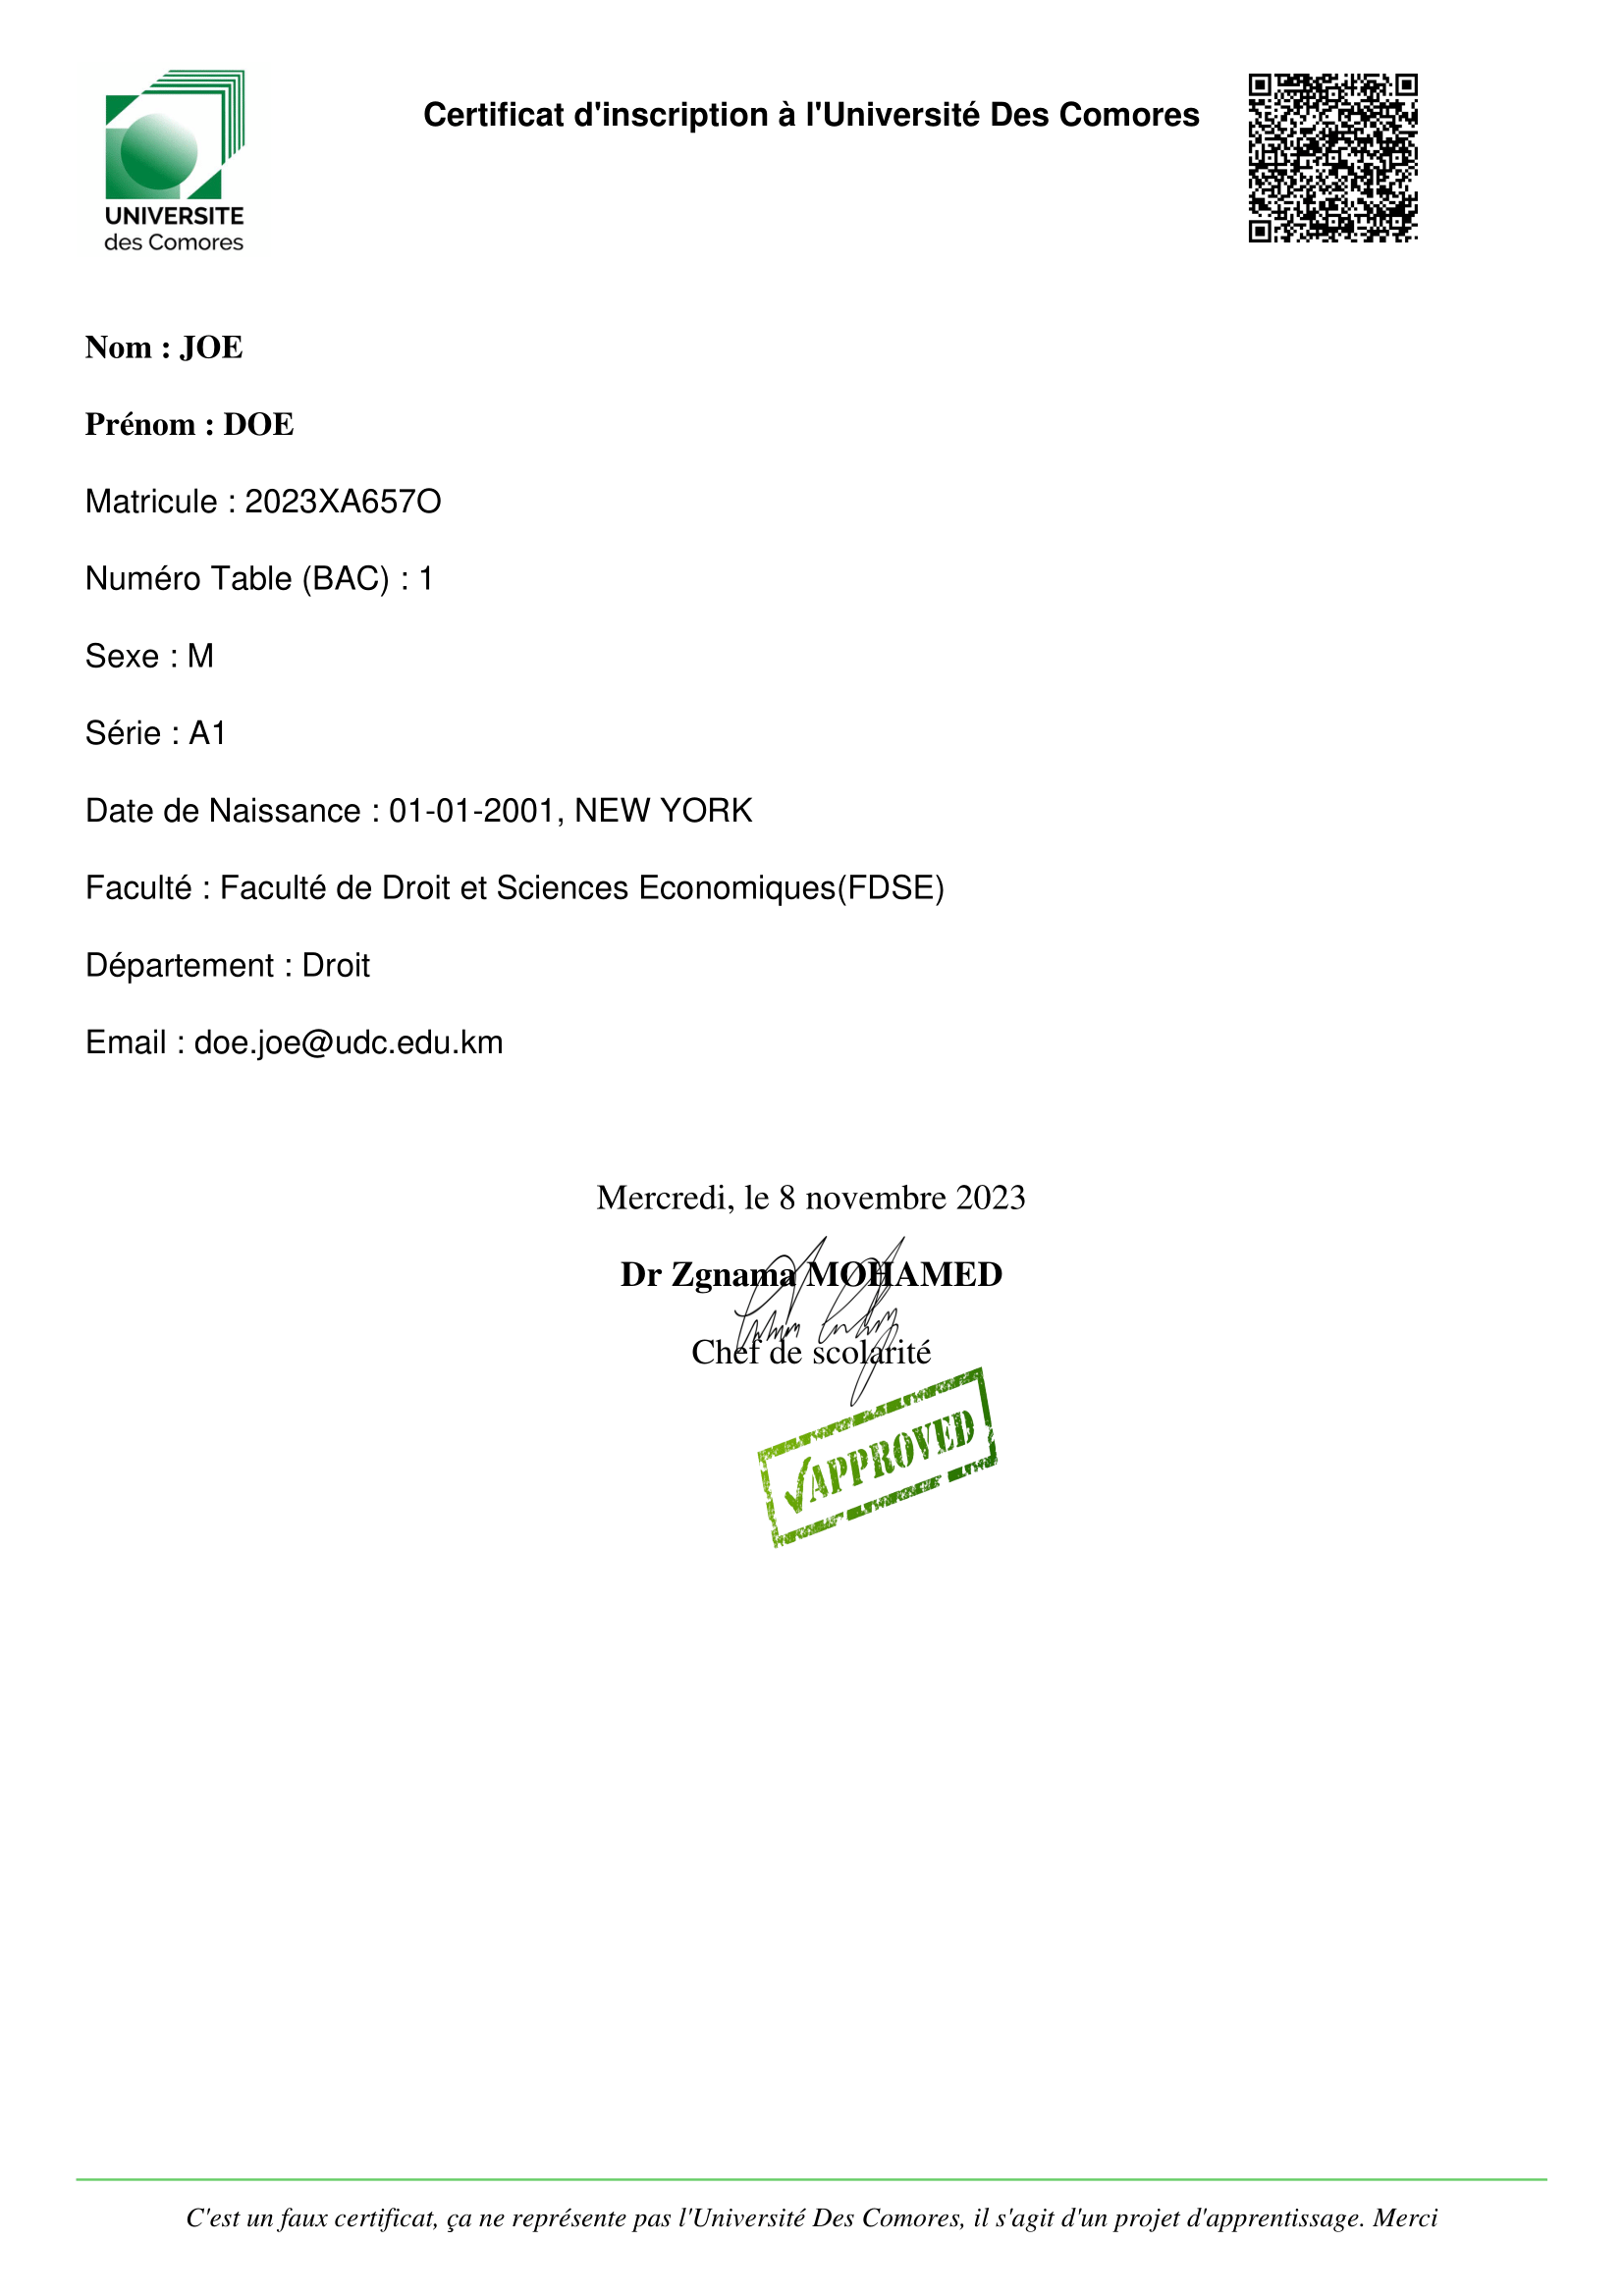 UNIVERSITE
des Comores
Certificat d'inscription à l'Université Des Comores
Nom : JOE
Prénom : DOE
Matricule : 2023XA657O
Numéro Table (BAC) : 1
Sexe : M
Série : A1
Date de Naissance : 01-01-2001, NEW YORK
Faculté : Faculté de Droit et Sciences Economiques(FDSE)
Département : Droit
Email : doe.joe@udc.edu.km
Mercredi, le 8 novembre 2023
Dr Zgnama MOHAMED
Chef de scolarité
APPROVED
C'est un faux certificat, ça ne représente pas l'Université Des Comores, il s'agit d'un projet d'apprentissage. Merci